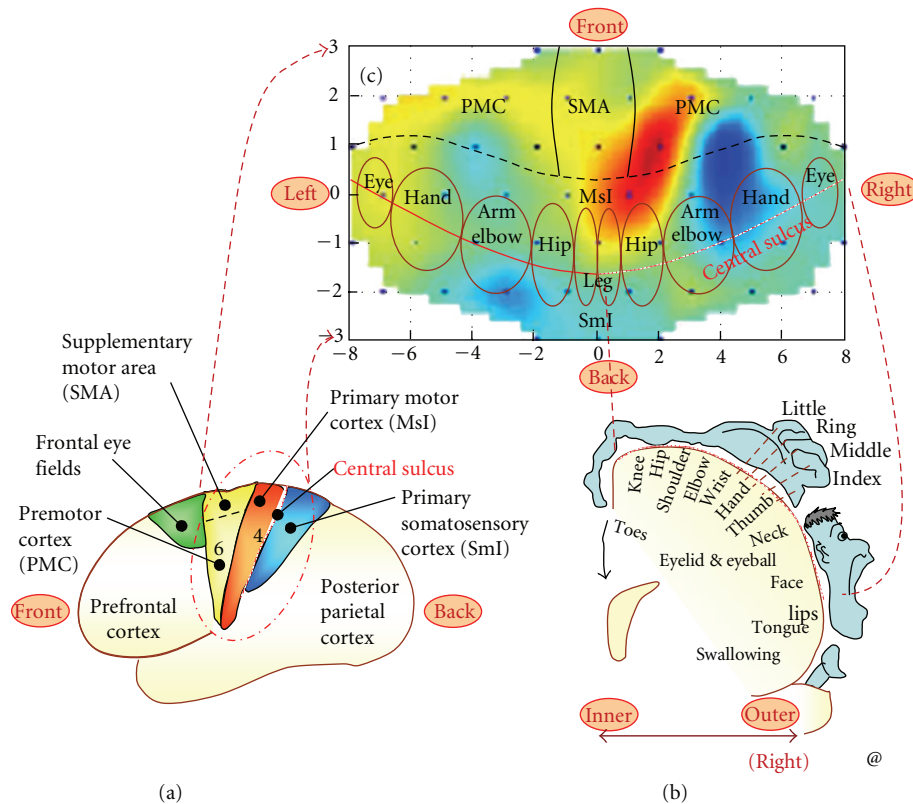 Front
3
2
1
0
−1
−2
−3
(c)
PMC
SMA
PMC
Left
Eye
Hand
Arm
elbow
Hip
MsI
Leg
SmI
Hip
Arm
elbow
Hand
Eye
Central sulcus
Right
−8
−6
−4
−2
0
2
4
6
8
Back
Supplementary
motor area
(SMA)
Frontal eye
fields
Premotor
cortex
(PMC)
Primary motor
cortex (MsI)
Central sulcus
Primary
somatosensory
cortex (SmI)
6
4
Front
Prefrontal
cortex
Posterior
parietal
cortex
Back
Little
Ring
Middle
Index
Knee
Hip
Shoulder
Elbow
Wrist
Hand
Thumb
Neck
Toes
Eyelid & eyeball
Face
lips
Tongue
Swallowing
Inner
Outer
(Right)
@
(a)
(b)